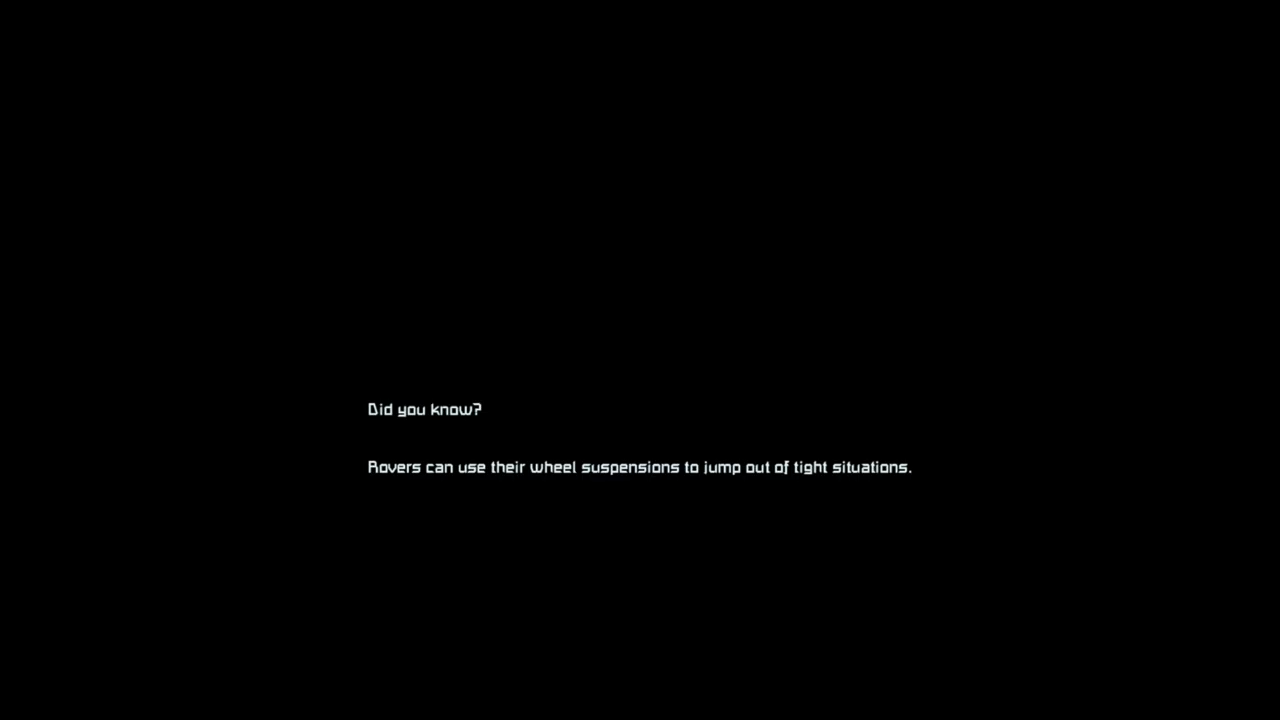 Did you know?
Rovers can use their wheel suspensions to jump out of tight situations.